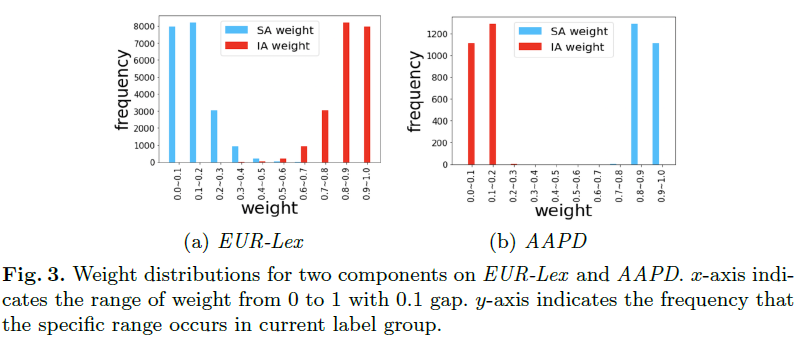 8000
7000
6000
5000
4000
3000
2000
1000
0
frequency
SA weight
IA weight
0.0~0.1
0.1~0.2
0.2~0.3
0.3~0.4
0.4~0.5
0.5~0.6
0.6~0.7
0.7~0.8
0.8~0.9
0.9~1.0
weight
(a) EUR-Lex
1200
1000
800
600
400
200
0
frequency
SA weight
IA weight
0.0~0.1
0.1~0.2
0.2~0.3
0.3~0.4
0.4~0.5
0.5~0.6
0.6~0.7
0.7~0.8
0.8~0.9
0.9~1.0
weight
(b) AAPD
Fig. 3. Weight distributions for two components on EUR-Lex and AAPD. x-axis indi-
cates the range of weight from 0 to 1 with 0.1 gap. y-axis indicates the frequency that
the specific range occurs in current label group.